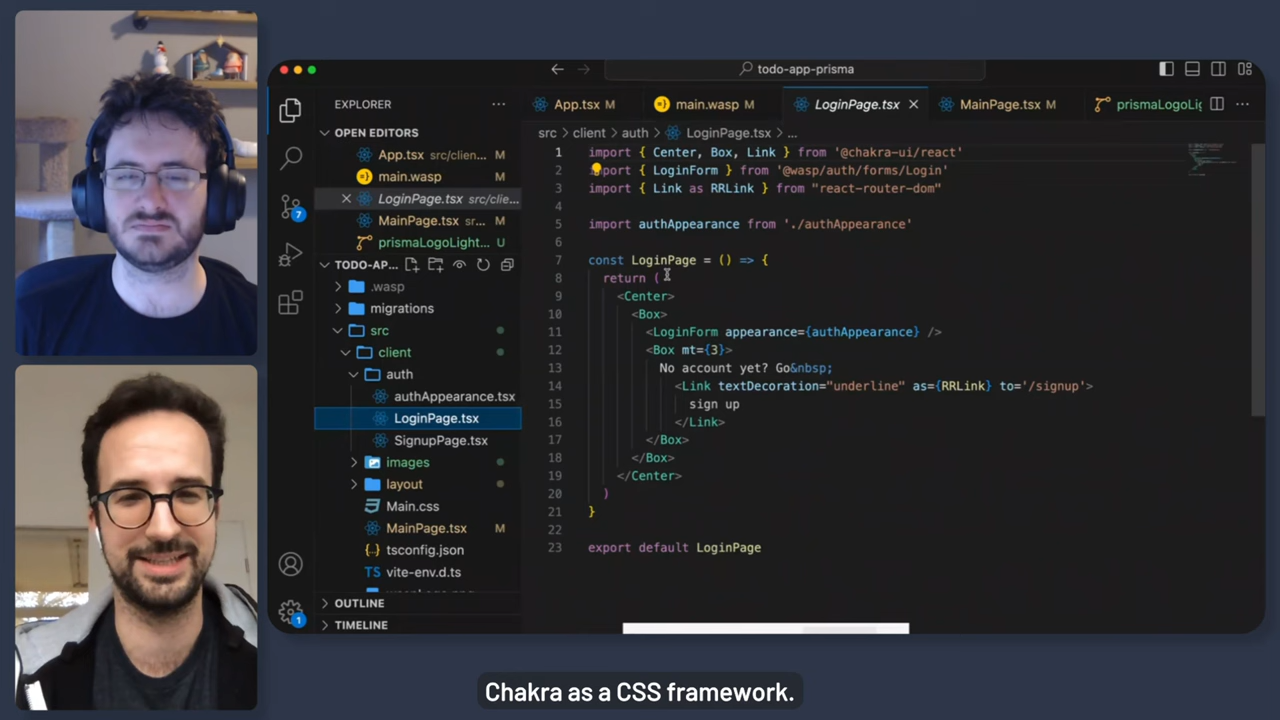 todo-app-prisma
EXPLORER
OPEN EDITORS
App.tsx src/clien... M
main.wasp
LoginPage.tsx src/clie...
MainPage.tsx sr... M
prismaLogoLight... U
TODO-AP...
.wasp
migrations
src
client
auth
authAppearance.tsx
LoginPage.tsx
SignupPage.tsx
images
layout
Main.css
MainPage.tsx M
tsconfig.json
TS vite-env.d.ts
OUTLINE
TIMELINE
7
1
App.tsx M
main.wasp M
LoginPage.tsx
MainPage.tsx M
prismaLogoLig
src > client > auth > LoginPage.tsx > ...
1 import { Center, Box, Link } from '@chakra-ui/react'
2 import { LoginForm } from '@wasp/auth/forms/Login'
3 import { Link as RRLink } from "react-router-dom"
4
5 import authAppearance from './authAppearance'
6
7 const LoginPage = () => {
8 return (
9 <Center>
10 <Box>
11 <LoginForm appearance={authAppearance} />
12 <Box mt={3}>
13 No account yet? Go&nbsp;
14 <Link textDecoration="underline" as={RRLink} to='/signup'>
15 sign up
16 </Link>
17 </Box>
18 </Box>
19 </Center>
20 )
21 }
22
23 export default LoginPage
Chakra as a CSS framework.